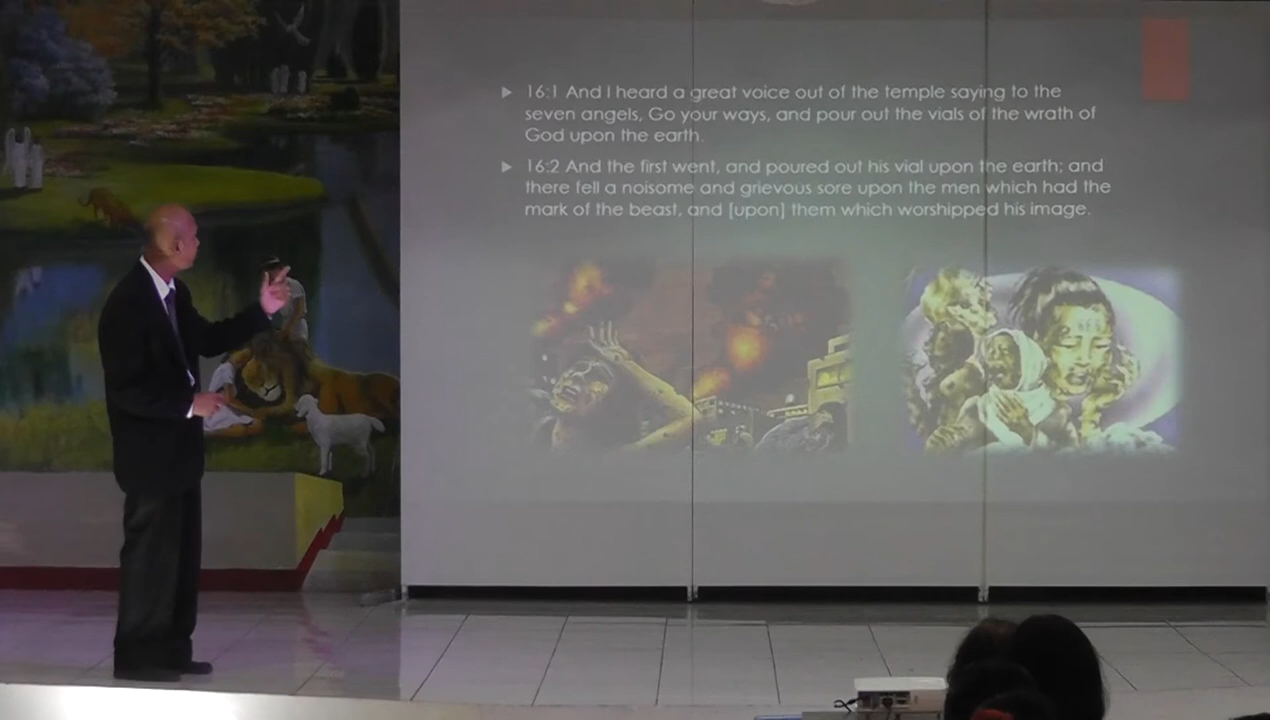 16:1 And I heard a great voice out of the temple saying to the
seven angels, Go your ways, and pour out the vials of the wrath of
God upon the earth.
16:2 And the first went, and poured out his vial upon the earth; and
there fell a noisome and grievous sore upon the men which had the
mark of the beast, and [upon] them which worshipped his image.